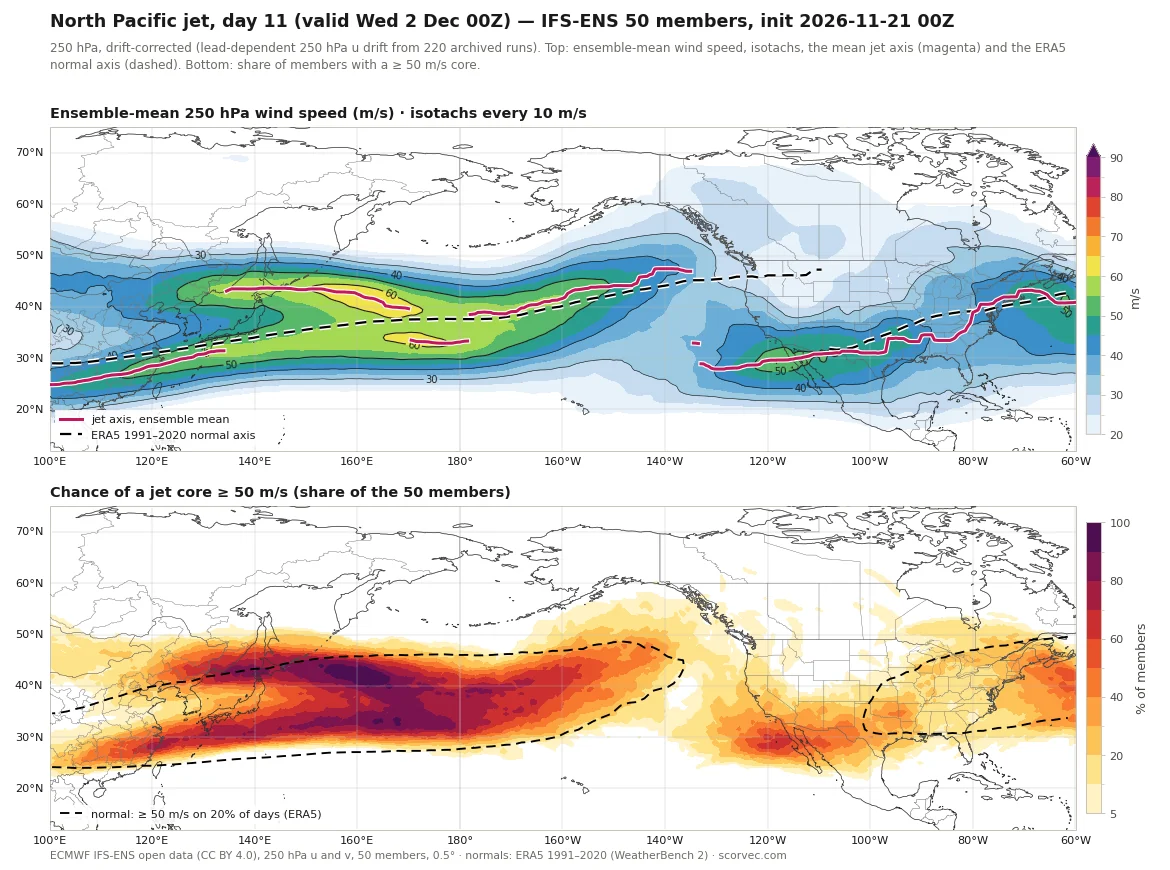 North Pacific jet, day 11 (valid Wed 2 Dec 00Z) — IFS-ENS 50 members, init 2026-11-21 00Z
250 hPa, drift-corrected (lead-dependent 250 hPa u drift from 220 archived runs). Top: ensemble-mean wind speed, isotachs, the mean jet axis (magenta) and the ERA5
normal axis (dashed). Bottom: share of members with a ≥ 50 m/s core.
Ensemble-mean 250 hPa wind speed (m/s) · isotachs every 10 m/s
70°N
60°N
50°N
40°N
30°N
20°N
30
40
60
30
40
50
60
30
50
40
40
50
jet axis, ensemble mean
ERA5 1991–2020 normal axis
100°E 120°E 140°E 160°E 180° 160°W 140°W 120°W 100°W 80°W 60°W
90
80
70
60
50
40
30
20
m/s
Chance of a jet core ≥ 50 m/s (share of the 50 members)
70°N
60°N
50°N
40°N
30°N
20°N
normal: ≥ 50 m/s on 20% of days (ERA5)
100°E 120°E 140°E 160°E 180° 160°W 140°W 120°W 100°W 80°W 60°W
100
80
60
40
20
5
% of members
ECMWF IFS-ENS open data (CC BY 4.0), 250 hPa u and v, 50 members, 0.5° · normals: ERA5 1991–2020 (WeatherBench 2) · scorvec.com